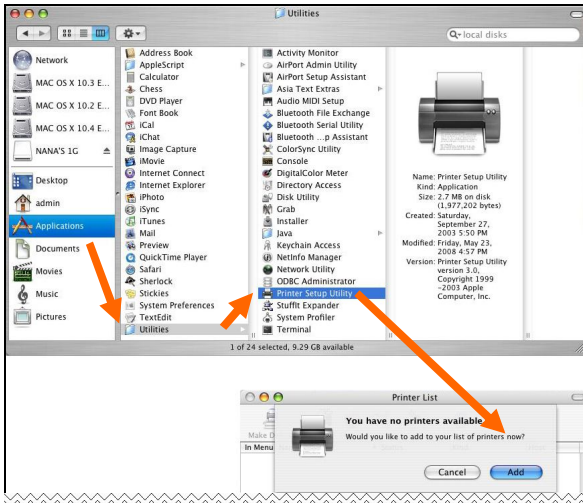 Utilities
local disks
Network
MAC OS X 10.3 E...
MAC OS X 10.2 E...
MAC OS X 10.4 E...
NANA'S 1G
Desktop
admin
Applications
Documents
Movies
Music
Pictures
Address Book
AppleScript
Calculator
Chess
DVD Player
Font Book
iCal
iChat
Image Capture
iMovie
Internet Connect
Internet Explorer
iPhoto
iSync
iTunes
Mail
Preview
QuickTime Player
Safari
Sherlock
Stickies
System Preferences
TextEdit
Utilities
Activity Monitor
AirPort Admin Utility
AirPort Setup Assistant
Asia Text Extras
Audio MIDI Setup
Bluetooth File Exchange
Bluetooth Serial Utility
Bluetooth ...p Assistant
ColorSync Utility
Console
DigitalColor Meter
Directory Access
Disk Utility
Grab
Installer
Java
Keychain Access
NetInfo Manager
Network Utility
ODBC Administrator
Printer Setup Utility
StuffIt Expander
System Profiler
Terminal
Name: Printer Setup Utility
Kind: Application
Size: 2.7 MB on disk
(1,977,202 bytes)
Created: Saturday,
September 27,
2003 5:50 PM
Modified: Friday, May 23,
2008 4:57 PM
Version: Printer Setup Utility
version 3.0,
Copyright 1999
-2003 Apple
Computer, Inc.
1 of 24 selected, 9.29 GB available
Printer List
Make D
In Menu
You have no printers available.
Would you like to add to your list of printers now?
Cancel
Add